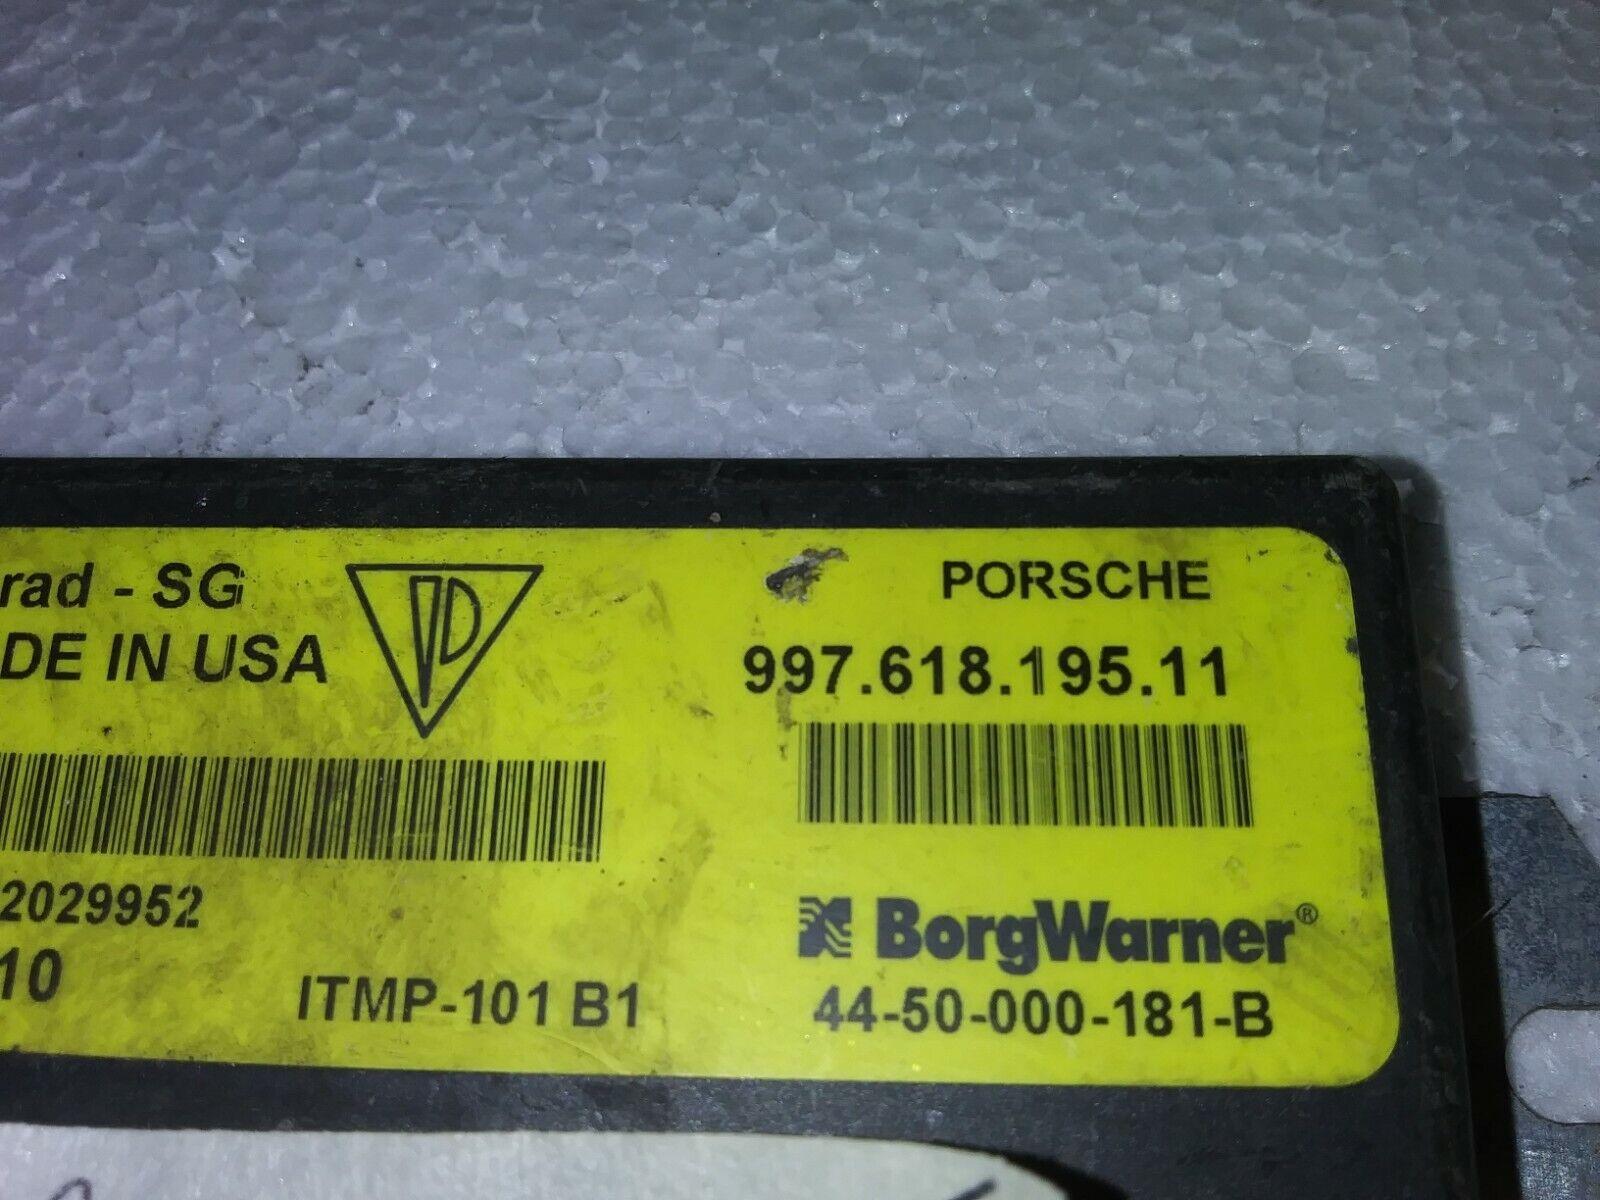 rad - SG
DE IN USA
PORSCHE
997.618.195.11
2029952
10
ITMP-101 B1
BorgWarner®
44-50-000-181-B